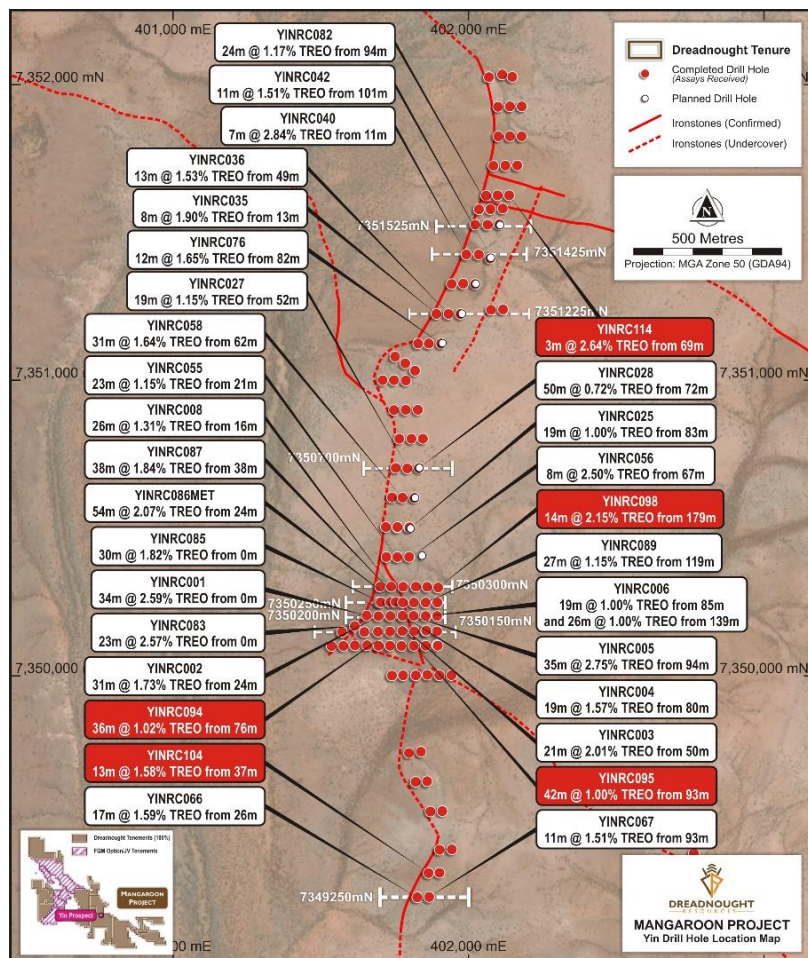 401,000 mE
402,000 mE
7,352,000 mN
YINRC082
24m @ 1.17% TREO from 94m
YINRC042
11m @ 1.51% TREO from 101m
YINRC040
7m @ 2.84% TREO from 11m
YINRC036
13m @ 1.53% TREO from 49m
YINRC035
8m @ 1.90% TREO from 13m
YINRC076
12m @ 1.65% TREO from 82m
YINRC027
19m @ 1.15% TREO from 52m
YINRC058
31m @ 1.64% TREO from 62m
YINRC055
23m @ 1.15% TREO from 21m
YINRC008
26m @ 1.31% TREO from 16m
YINRC087
38m @ 1.84% TREO from 38m
YINRC086MET
54m @ 2.07% TREO from 24m
YINRC085
30m @ 1.82% TREO from 0m
YINRC001
34m @ 2.59% TREO from 0m
YINRC083
23m @ 2.57% TREO from 0m
YINRC002
31m @ 1.73% TREO from 24m
YINRC094
36m @ 1.02% TREO from 76m
YINRC104
13m @ 1.58% TREO from 37m
YINRC066
17m @ 1.59% TREO from 26m
7,351,000 mN
7,350,000 mN
7351525mN
7351425mN
7351225mN
7350700mN
7350300mN
7350250mN
7350200mN
7350150mN
7349250mN
Dreadnought Tenure
Completed Drill Hole
(Assays Received)
Planned Drill Hole
Ironstones (Confirmed)
Ironstones (Undercover)
N
500 Metres
Projection: MGA Zone 50 (GDA94)
YINRC114
3m @ 2.64% TREO from 69m
7,351,000 mN
YINRC028
50m @ 0.72% TREO from 72m
YINRC025
19m @ 1.00% TREO from 83m
YINRC056
8m @ 2.50% TREO from 67m
YINRC098
14m @ 2.15% TREO from 179m
YINRC089
27m @ 1.15% TREO from 119m
YINRC006
19m @ 1.00% TREO from 85m
and 26m @ 1.00% TREO from 139m
YINRC005
35m @ 2.75% TREO from 94m
7,350,000 mN
YINRC004
19m @ 1.57% TREO from 80m
YINRC003
21m @ 2.01% TREO from 50m
YINRC095
42m @ 1.00% TREO from 93m
YINRC067
11m @ 1.51% TREO from 93m
Dreadnought Tenements (100%)
FQM Option/JV Tenements
MANGAROON
PROJECT
Yin Prospect
000 mE
402,000 mE
DREADNOUGHT
RESOURCES
MANGAROON PROJECT
Yin Drill Hole Location Map